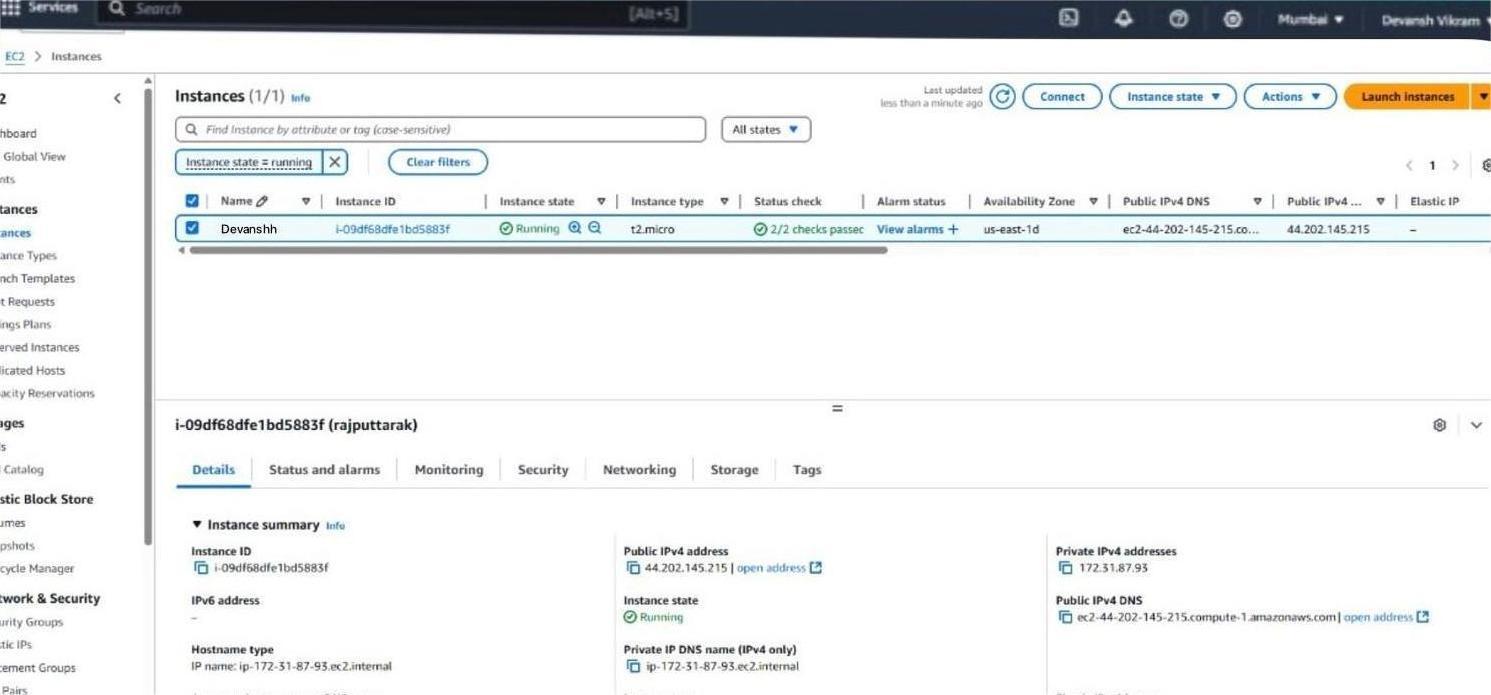 Services Search [Alt+S] Mumbai Devansh Vikram
EC2 > Instances
2
hboard
Global View
nts
tances
ances
ance Types
nch Templates
t Requests
ings Plans
erved Instances
licated Hosts
acity Reservations
ages
s
Catalog
stic Block Store
umes
pshots
cycle Manager
twork & Security
urity Groups
tic IPs
cement Groups
Pairs
Instances (1/1) Info
Last updated
less than a minute ago
Connect Instance state Actions Launch instances
Find Instance by attribute or tag (case-sensitive) All states
Instance state = running Clear filters
1
Name Instance ID Instance state Instance type Status check Alarm status Availability Zone Public IPv4 DNS Public IPv4 ... Elastic IP
Devanshh i-09df68dfe1bd5883f Running t2.micro 2/2 checks passec View alarms + us-east-1d ec2-44-202-145-215.co... 44.202.145.215 –
i-09df68dfe1bd5883f (rajputtarak)
Details Status and alarms Monitoring Security Networking Storage Tags
Instance summary Info
Instance ID
i-09df68dfe1bd5883f
Public IPv4 address
44.202.145.215 | open address
Private IPv4 addresses
172.31.87.93
IPv6 address
–
Instance state
Running
Public IPv4 DNS
ec2-44-202-145-215.compute-1.amazonaws.com | open address
Hostname type
IP name: ip-172-31-87-93.ec2.internal
Private IP DNS name (IPv4 only)
ip-172-31-87-93.ec2.internal